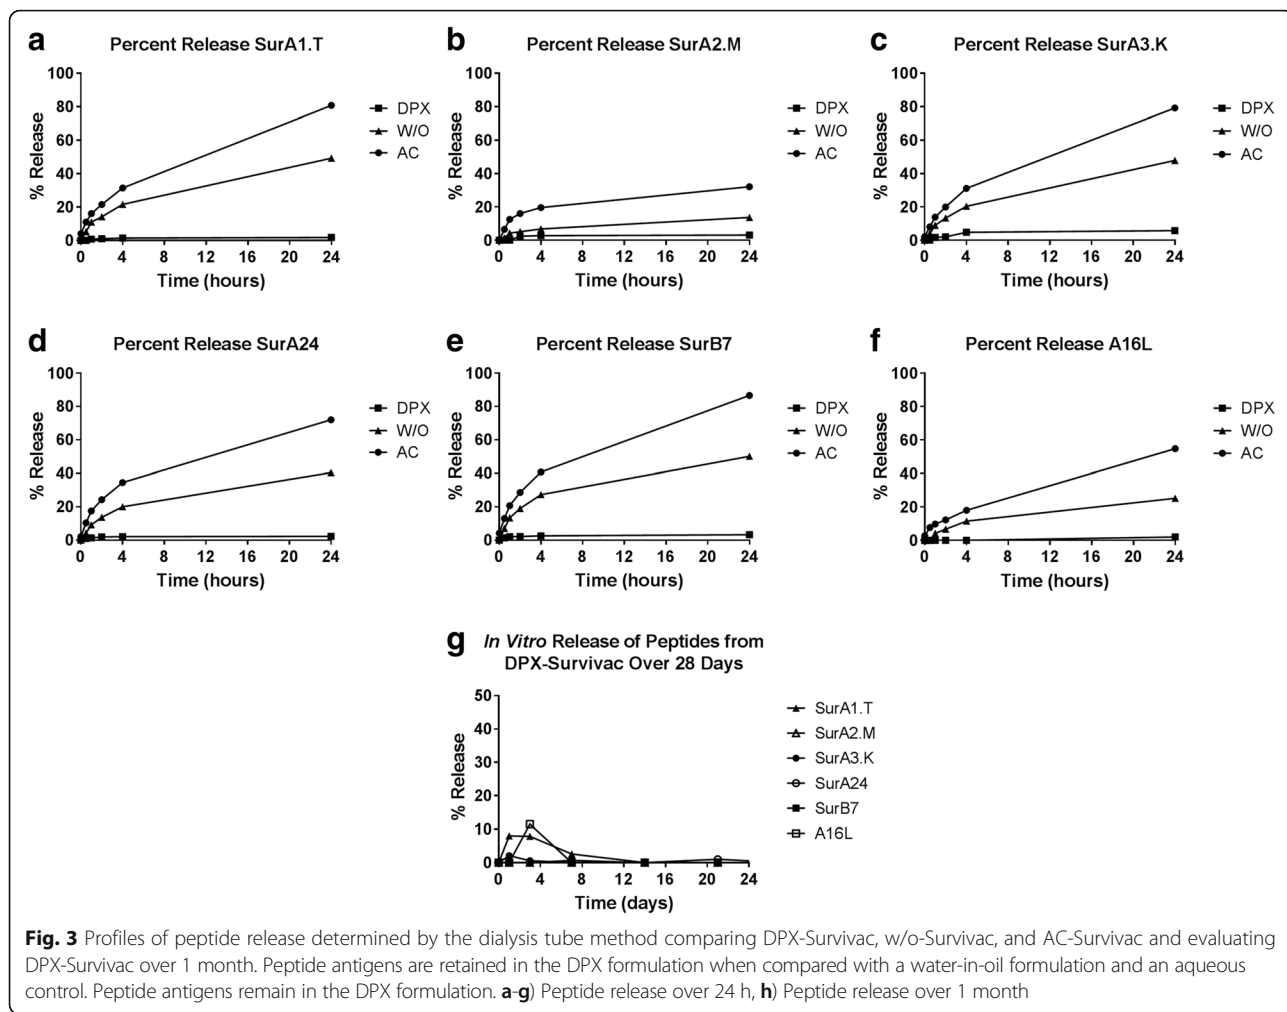 a Percent Release SurA1.T
100
80
60
40
20
0
% Release
0 4 8 12 16 20 24
Time (hours)
DPX
W/O
AC
b Percent Release SurA2.M
100
80
60
40
20
0
% Release
0 4 8 12 16 20 24
Time (hours)
DPX
W/O
AC
c Percent Release SurA3.K
100
80
60
40
20
0
% Release
0 4 8 12 16 20 24
Time (hours)
DPX
W/O
AC
d Percent Release SurA24
100
80
60
40
20
0
% Release
0 4 8 12 16 20 24
Time (hours)
DPX
W/O
AC
e Percent Release SurB7
100
80
60
40
20
0
% Release
0 4 8 12 16 20 24
Time (hours)
DPX
W/O
AC
f Percent Release A16L
100
80
60
40
20
0
% Release
0 4 8 12 16 20 24
Time (hours)
DPX
W/O
AC
g In Vitro Release of Peptides from
DPX-Survivac Over 28 Days
50
40
30
20
10
0
% Release
0 4 8 12 16 20 24
Time (days)
SurA1.T
SurA2.M
SurA3.K
SurA24
SurB7
A16L
Fig. 3 Profiles of peptide release determined by the dialysis tube method comparing DPX-Survivac, w/o-Survivac, and AC-Survivac and evaluating
DPX-Survivac over 1 month. Peptide antigens are retained in the DPX formulation when compared with a water-in-oil formulation and an aqueous
control. Peptide antigens remain in the DPX formulation. a-g) Peptide release over 24 h, h) Peptide release over 1 month